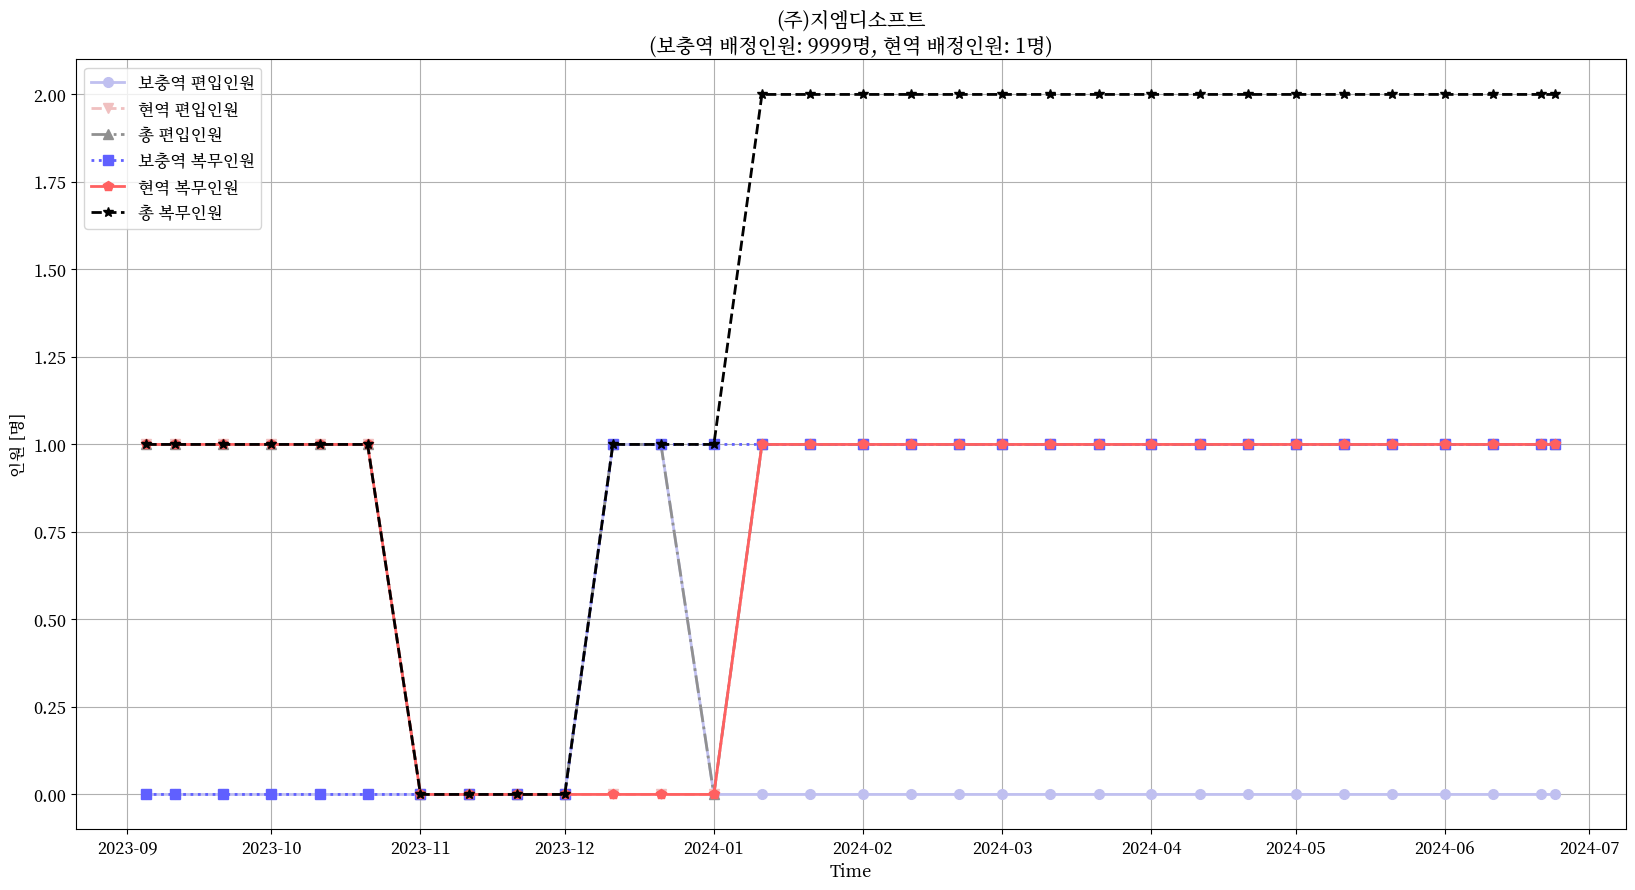 (주)지엠디소프트
(보충역 배정인원: 9999명, 현역 배정인원: 1명)
보충역 편입인원
현역 편입인원
총 편입인원
보충역 복무인원
현역 복무인원
총 복무인원
인원 [명]
2.00
1.75
1.50
1.25
1.00
0.75
0.50
0.25
0.00
2023-09 2023-10 2023-11 2023-12 2024-01 2024-02 2024-03 2024-04 2024-05 2024-06 2024-07
Time